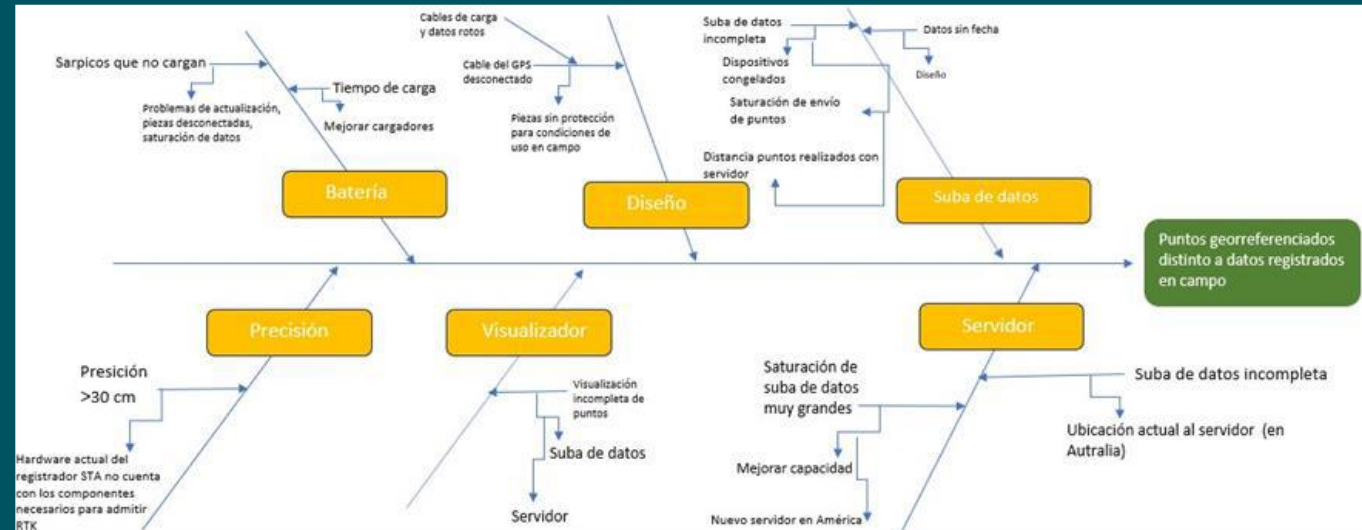 Sarpicos que no cargan
Problemas de actualización,
piezas desconectadas,
saturación de datos
Tiempo de carga
Mejorar cargadores
Batería
Cables de carga
y datos rotos
Cable del GPS
desconectado
Piezas sin protección
para condiciones de
uso en campo
Diseño
Suba de datos
incompleta
Dispositivos
congelados
Saturación de envío
de puntos
Distancia puntos realizados con
servidor
Datos sin fecha
Diseño
Suba de datos
Puntos georreferenciados
distinto a datos registrados
en campo
Precisión
Presición
>30 cm
Hardware actual del
registrador STA no cuenta
con los componentes
necesarios para admitir
RTK
Visualizador
Visualización
incompleta de
puntos
Suba de datos
Servidor
Servidor
Saturación de
suba de datos
muy grandes
Mejorar capacidad
Nuevo servidor en América
Suba de datos incompleta
Ubicación actual al servidor (en
Autralia)